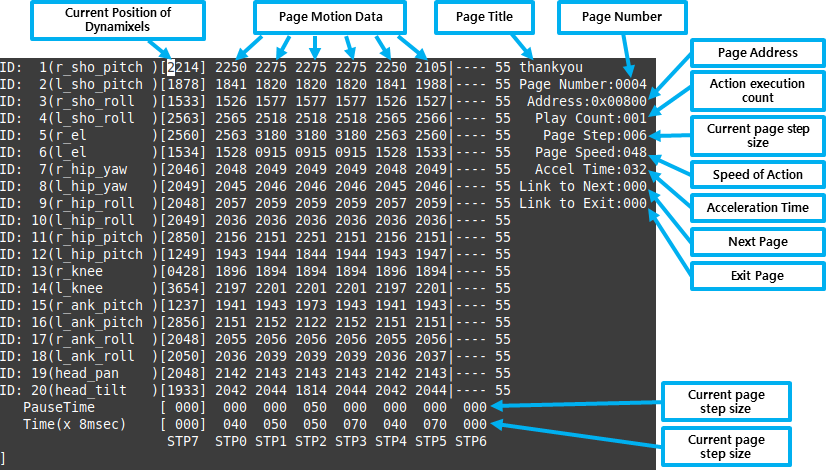 Current Position of
Dynamixels
Page Motion Data
Page Title
Page Number
ID:  1(r_sho_pitch )[2214] 2250 2275 2275 2275 2250 2105|---- 55 thankyou
ID:  2(l_sho_pitch )[1878] 1841 1820 1820 1820 1841 1988|---- 55 Page Number:0004
ID:  3(r_sho_roll  )[1533] 1526 1577 1577 1577 1526 1527|---- 55  Address:0x00800
ID:  4(l_sho_roll  )[2563] 2565 2518 2518 2518 2565 2566|---- 55   Play Count:001
ID:  5(r_el        )[2560] 2563 3180 3180 3180 2563 2560|---- 55    Page Step:006
ID:  6(l_el        )[1534] 1528 0915 0915 0915 1528 1533|---- 55   Page Speed:048
ID:  7(r_hip_yaw   )[2046] 2048 2049 2049 2049 2048 2049|---- 55   Accel Time:032
ID:  8(l_hip_yaw   )[2049] 2045 2046 2046 2046 2045 2046|---- 55 Link to Next:000
ID:  9(r_hip_roll  )[2048] 2057 2059 2059 2059 2057 2059|---- 55 Link to Exit:000
ID: 10(l_hip_roll  )[2049] 2036 2036 2036 2036 2036 2036|---- 55
ID: 11(r_hip_pitch )[2850] 2156 2151 2251 2151 2156 2151|---- 55
ID: 12(l_hip_pitch )[1249] 1943 1944 1844 1944 1943 1947|---- 55
ID: 13(r_knee      )[0428] 1896 1894 1894 1894 1896 1894|---- 55
ID: 14(l_knee      )[3654] 2197 2201 2201 2201 2197 2201|---- 55
ID: 15(r_ank_pitch )[1237] 1941 1943 1973 1943 1941 1943|---- 55
ID: 16(l_ank_pitch )[2856] 2151 2152 2122 2152 2151 2151|---- 55
ID: 17(r_ank_roll  )[2048] 2055 2056 2056 2056 2055 2056|---- 55
ID: 18(l_ank_roll  )[2050] 2036 2039 2039 2039 2036 2037|---- 55
ID: 19(head_pan    )[2048] 2142 2143 2143 2143 2142 2143|---- 55
ID: 20(head_tilt   )[1933] 2042 2044 1814 2044 2042 2044|---- 55
PauseTime        [ 000]  000  000  050  000  000  000  000
Time(x 8msec)    [ 000]  040  050  050  070  040  070  000
STP7 STP0 STP1 STP2 STP3 STP4 STP5 STP6
]
Page Address
Action execution
count
Current page step
size
Speed of Action
Acceleration Time
Next Page
Exit Page
Current page
step size
Current page
step size